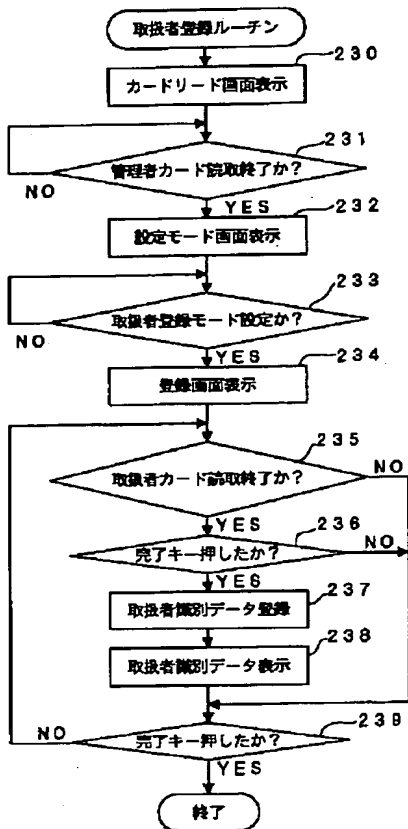 取扱者登録ルーチン
230
カードリード画面表示
231
管理者カード読取終了か?
NO
YES
232
設定モード画面表示
233
取扱者登録モード設定か?
NO
YES
234
登録画面表示
235
取扱者カード読取終了か?
NO
YES
236
完了キー押したか?
NO
YES
237
取扱者識別データ登録
238
取扱者識別データ表示
239
NO
完了キー押したか?
YES
終了